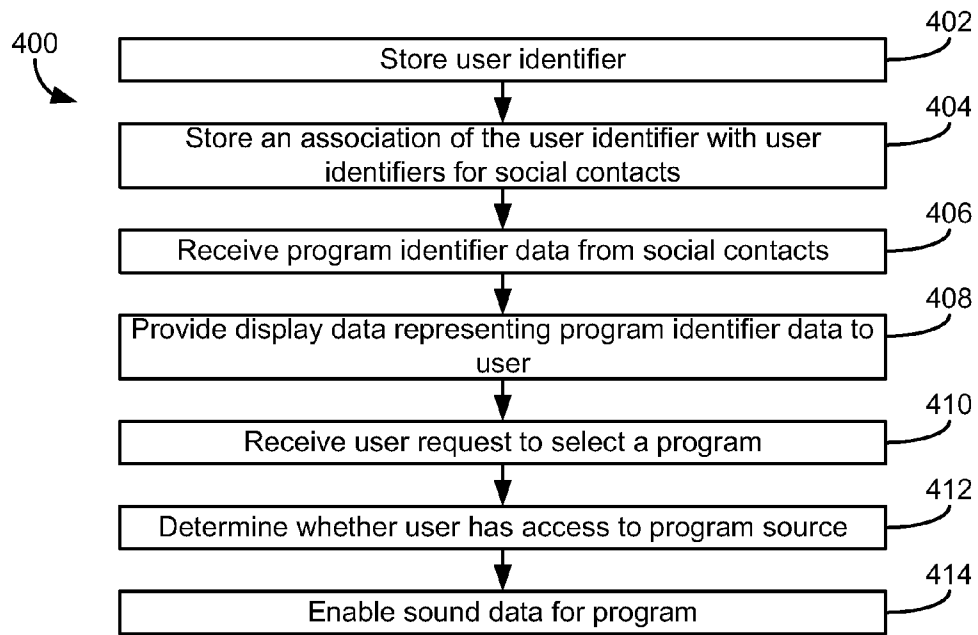 400
402
Store user identifier
404
Store an association of the user identifier with user
identifiers for social contacts
406
Receive program identifier data from social contacts
408
Provide display data representing program identifier data to
user
410
Receive user request to select a program
412
Determine whether user has access to program source
414
Enable sound data for program